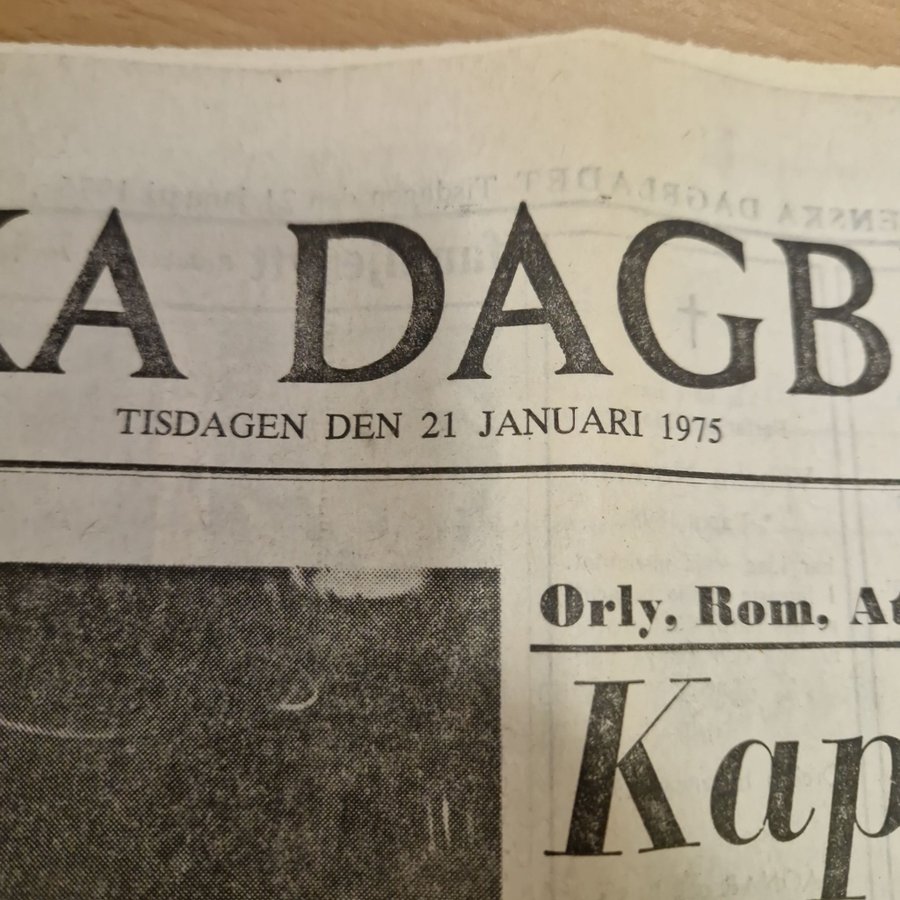 KA DAGB
TISDAGEN DEN 21 JANUARI 1975
Orly, Rom, At
Kap